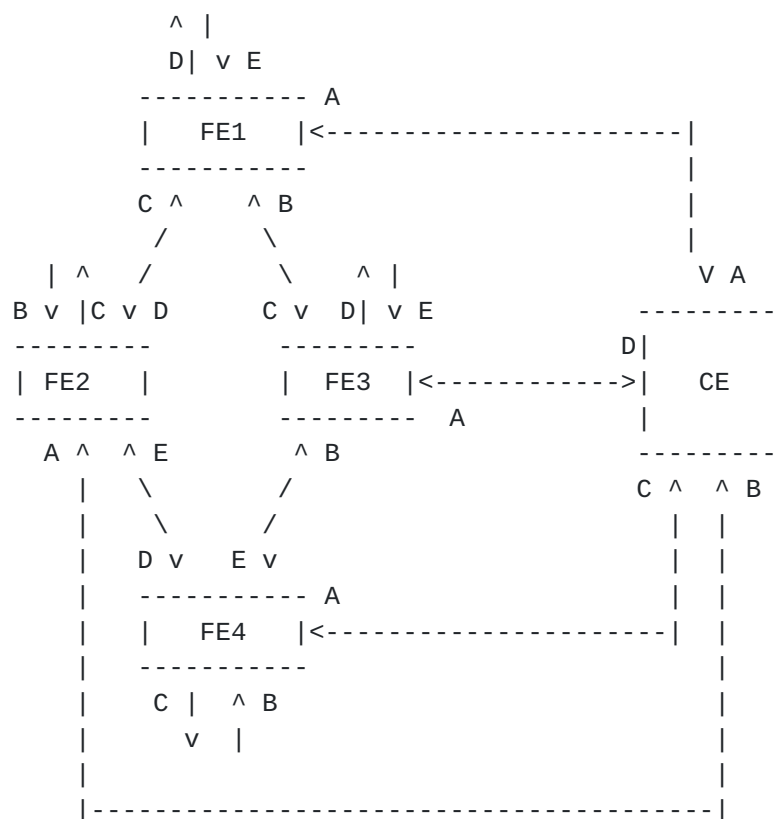 ^ |
            D| v E
          ----------- A
          |   FE1   |<------------------------|
          -----------                         |
          C ^    ^ B                          |
           /      \                           |
    | ^   /        \    ^ |                    V A
  B v |C v D      C v  D| v E             ---------
  ---------        ---------             D|
  | FE2   |        |  FE3  |<------------>|   CE
  ---------        ---------  A           |
    A ^  ^ E        ^ B                   ---------
      |   \        /                      C ^  ^ B
      |    \      /                         |  |
      |   D v   E v                         |  |
      |   ----------- A                     |  |
      |   |   FE4   |<----------------------|  |
      |   -----------                          |
      |    C |  ^ B                            |
      |      v  |                              |
      |                                        |
      |----------------------------------------|